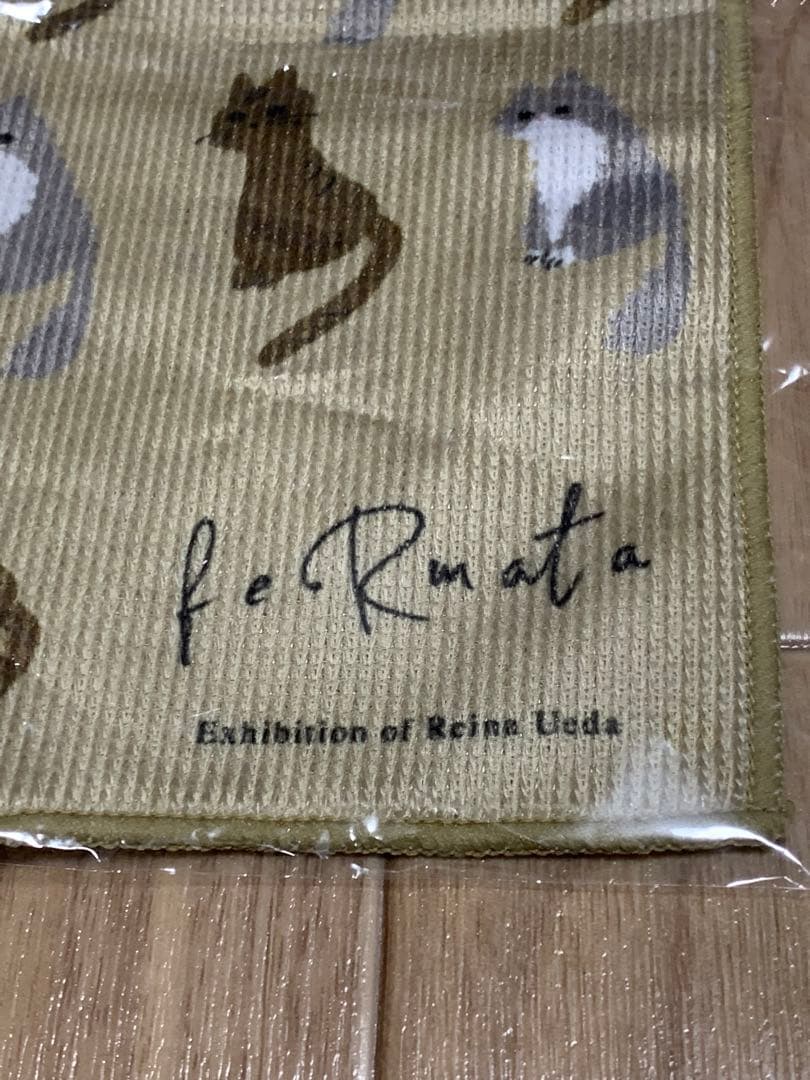 feRmata
Exhibition of Reina Ueda